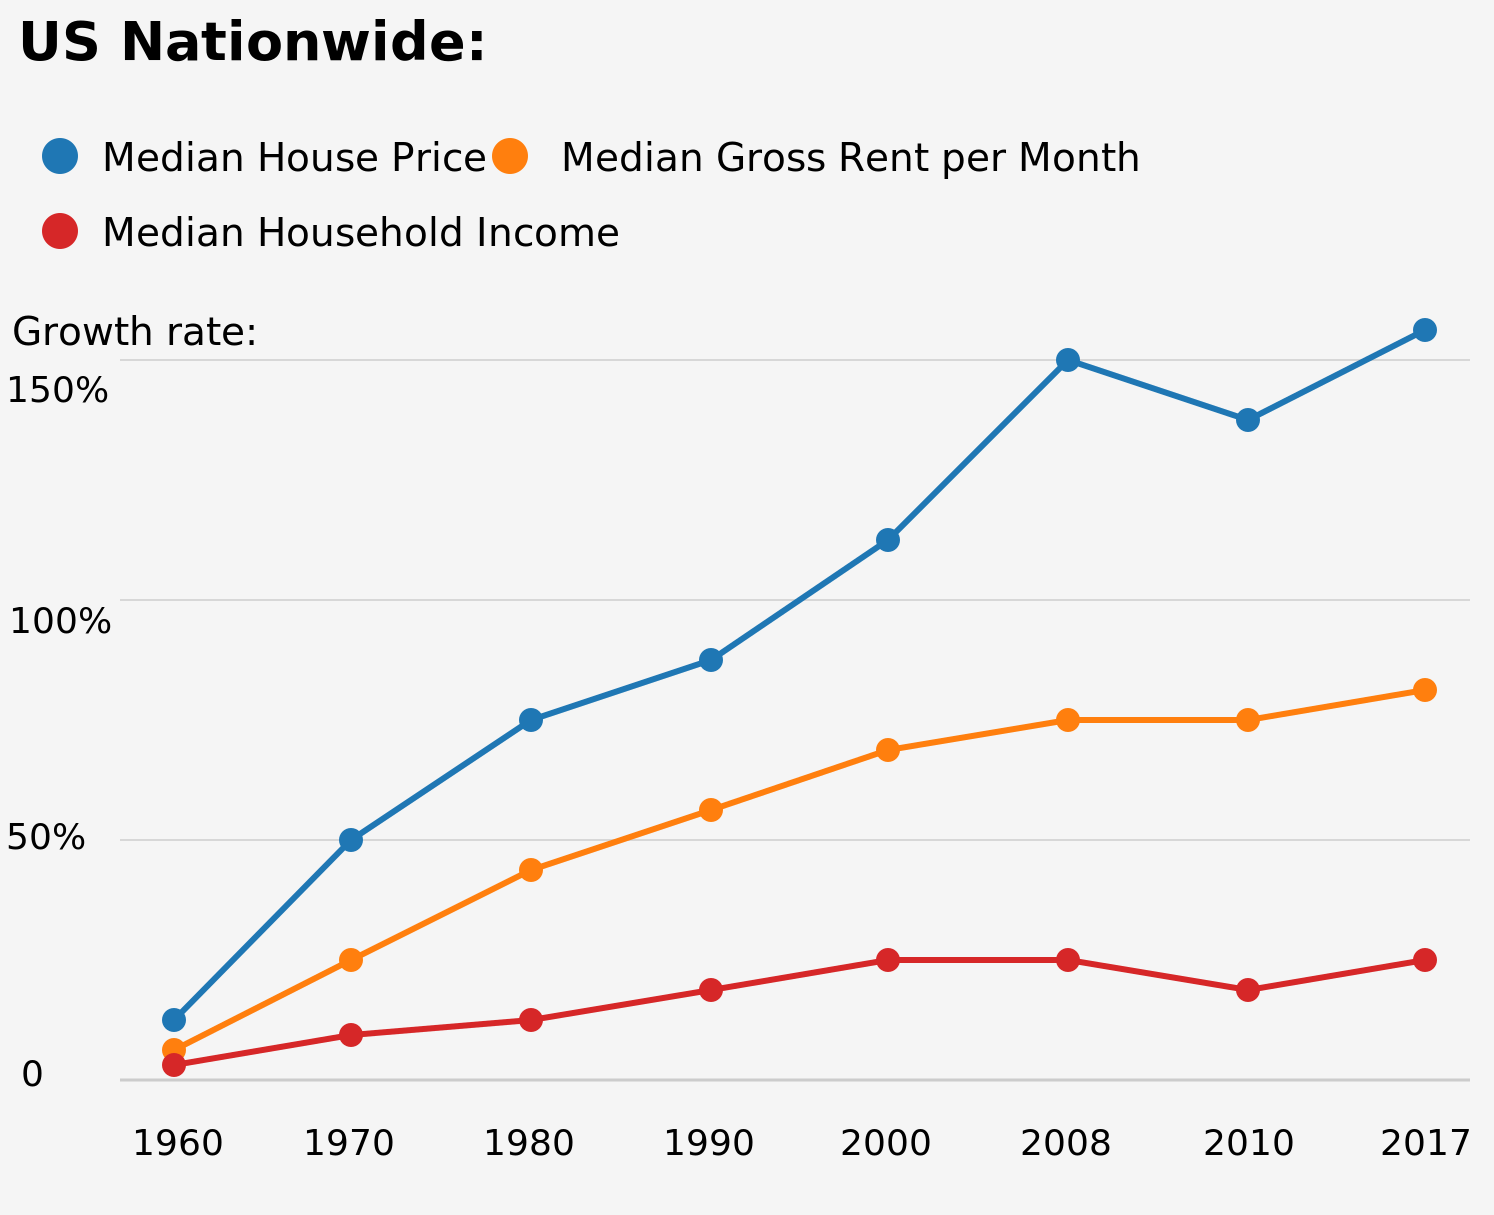 US Nationwide:
Median House Price Median Gross Rent per Month
Median Household Income
Growth rate:
150%
100%
50%
0
1960 1970 1980 1990 2000 2008 2010 2017